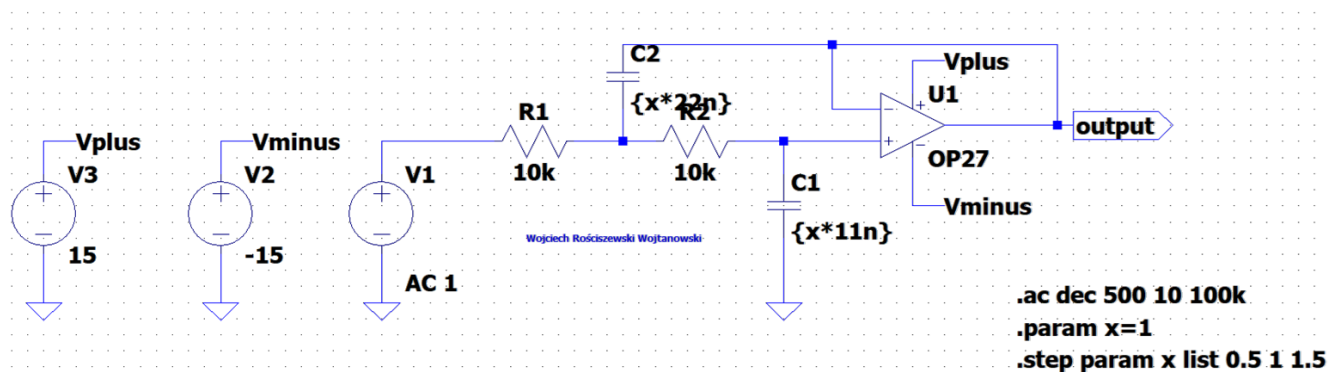 C2
Vplus
{x*22n}
U1
R1
R2
Vplus
Vminus
output
V3
V2
V1
10k
10k
OP27
C1
Vminus
{x*11n}
Wojciech Rościszewski Wojtanowski
15
-15
AC 1
.ac dec 500 10 100k
.param x=1
.step param x list 0.5 1 1.5